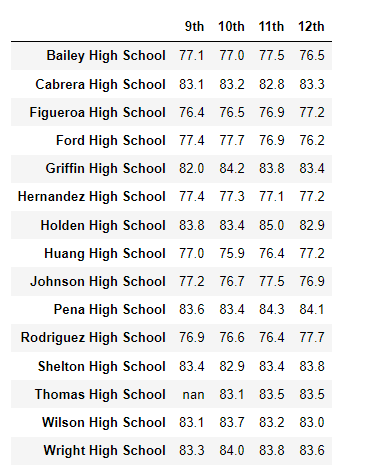 9th 10th 11th 12th
Bailey High School 77.1 77.0 77.5 76.5
Cabrera High School 83.1 83.2 82.8 83.3
Figueroa High School 76.4 76.5 76.9 77.2
Ford High School 77.4 77.7 76.9 76.2
Griffin High School 82.0 84.2 83.8 83.4
Hernandez High School 77.4 77.3 77.1 77.2
Holden High School 83.8 83.4 85.0 82.9
Huang High School 77.0 75.9 76.4 77.2
Johnson High School 77.2 76.7 77.5 76.9
Pena High School 83.6 83.4 84.3 84.1
Rodriguez High School 76.9 76.6 76.4 77.7
Shelton High School 83.4 82.9 83.4 83.8
Thomas High School nan 83.1 83.5 83.5
Wilson High School 83.1 83.7 83.2 83.0
Wright High School 83.3 84.0 83.8 83.6